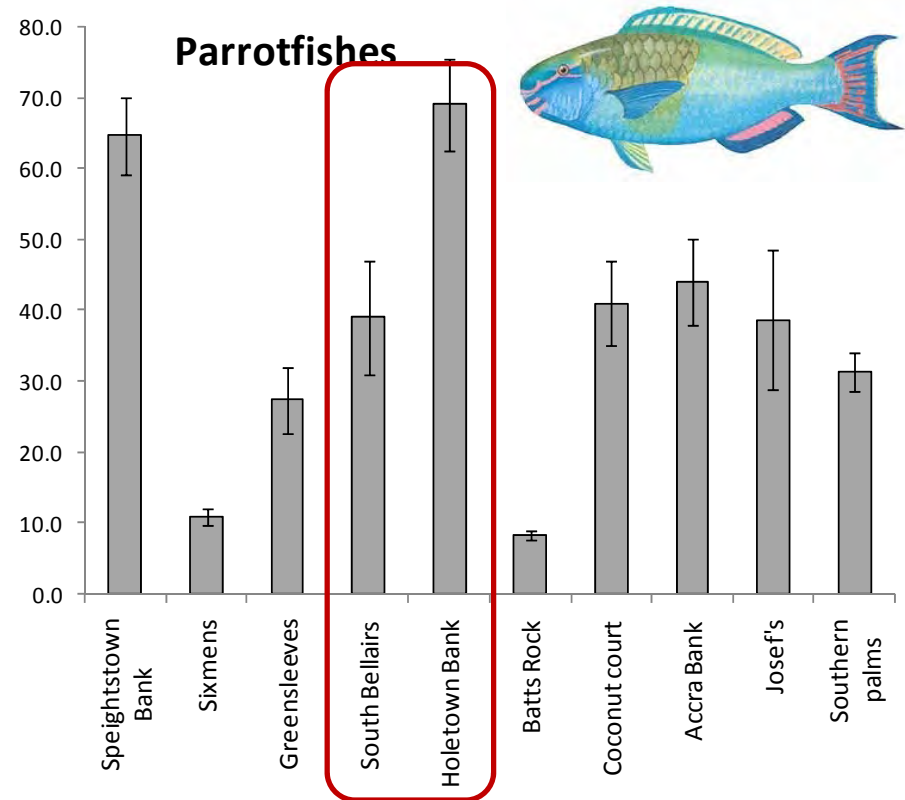 Parrotfishes
80.0
70.0
60.0
50.0
40.0
30.0
20.0
10.0
0.0
Speightstown
Bank
Sixmens
Greensleeves
South Bellairs
Holetown Bank
Batts Rock
Coconut court
Accra Bank
Josef's
Southern
palms